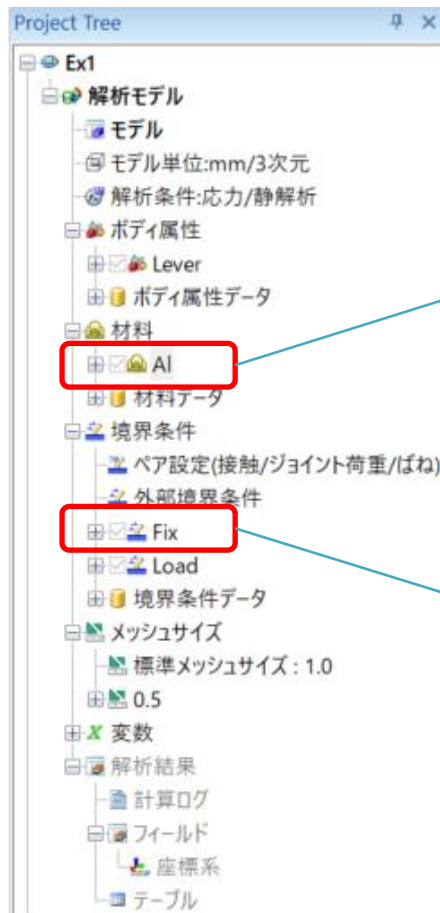 Project Tree
Ex1
解析モデル
モデル
モデル単位:mm/3次元
解析条件:応力/静解析
ボディ属性
Lever
ボディ属性データ
材料
Al
材料データ
境界条件
ペア設定(接触/ジョイント荷重/ばね)
外部境界条件
Fix
Load
境界条件データ
メッシュサイズ
標準メッシュサイズ : 1.0
0.5
X 変数
解析結果
計算ログ
フィールド
座標系
テーブル